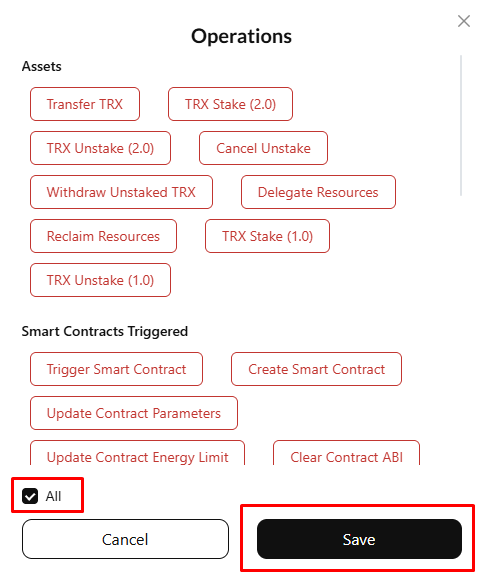 Operations
Assets
Transfer TRX TRX Stake (2.0)
TRX Unstake (2.0) Cancel Unstake
Withdraw Unstaked TRX Delegate Resources
Reclaim Resources TRX Stake (1.0)
TRX Unstake (1.0)
Smart Contracts Triggered
Trigger Smart Contract Create Smart Contract
Update Contract Parameters
Update Contract Energy Limit Clear Contract ABI
All
Cancel Save